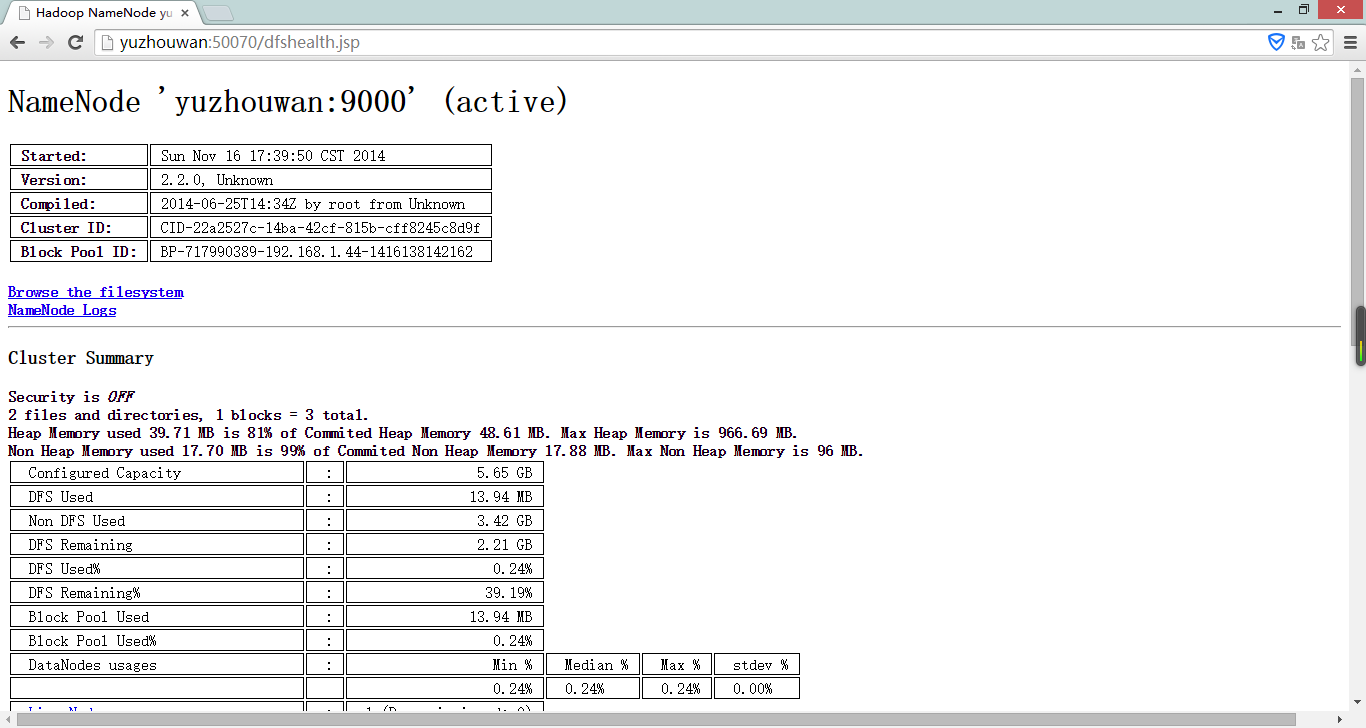 Hadoop NameNode yu
yuzhouwan:50070/dfshealth.jsp
NameNode 'yuzhouwan:9000' (active)
Started: Sun Nov 16 17:39:50 CST 2014
Version: 2.2.0, Unknown
Compiled: 2014-06-25T14:34Z by root from Unknown
Cluster ID: CID-22a2527c-14ba-42cf-815b-cff8245c8d9f
Block Pool ID: BP-717990389-192.168.1.44-1416138142162
Browse the filesystem
NameNode Logs
Cluster Summary
Security is OFF
2 files and directories, 1 blocks = 3 total.
Heap Memory used 39.71 MB is 81% of Commited Heap Memory 48.61 MB. Max Heap Memory is 966.69 MB.
Non Heap Memory used 17.70 MB is 99% of Commited Non Heap Memory 17.88 MB. Max Non Heap Memory is 96 MB.
Configured Capacity : 5.65 GB
DFS Used : 13.94 MB
Non DFS Used : 3.42 GB
DFS Remaining : 2.21 GB
DFS Used% : 0.24%
DFS Remaining% : 39.19%
Block Pool Used : 13.94 MB
Block Pool Used% : 0.24%
DataNodes usages : Min % Median % Max % stdev %
0.24% 0.24% 0.24% 0.00%